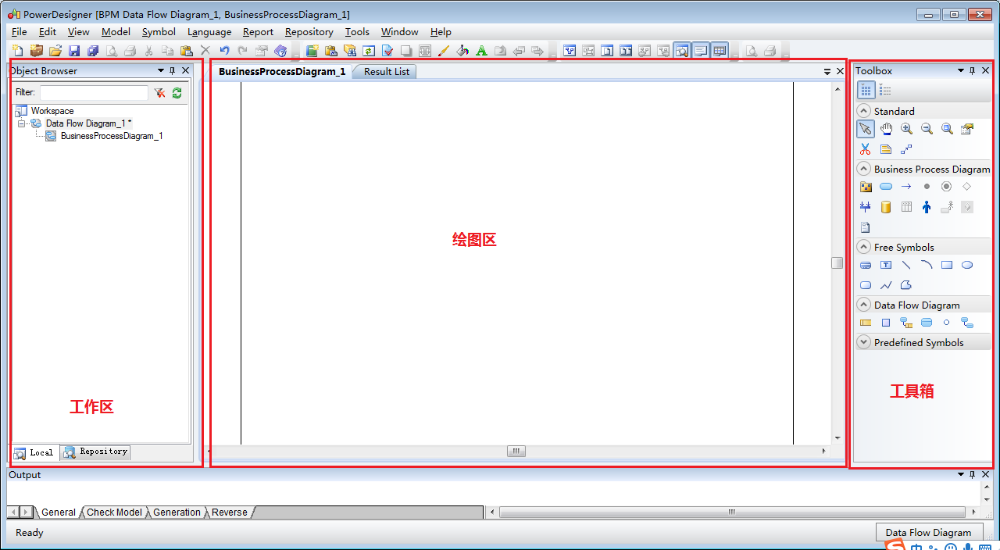 PowerDesigner [BPM Data Flow Diagram_1, BusinessProcessDiagram_1]
File Edit View Model Symbol Language Report Repository Tools Window Help
Object Browser
Filter:
Workspace
Data Flow Diagram_1 *
BusinessProcessDiagram_1
工作区
Local Repository
BusinessProcessDiagram_1 Result List
绘图区
Toolbox
Standard
Business Process Diagram
Free Symbols
Data Flow Diagram
Predefined Symbols
工具箱
Output
General Check Model Generation Reverse
Ready
Data Flow Diagram
中